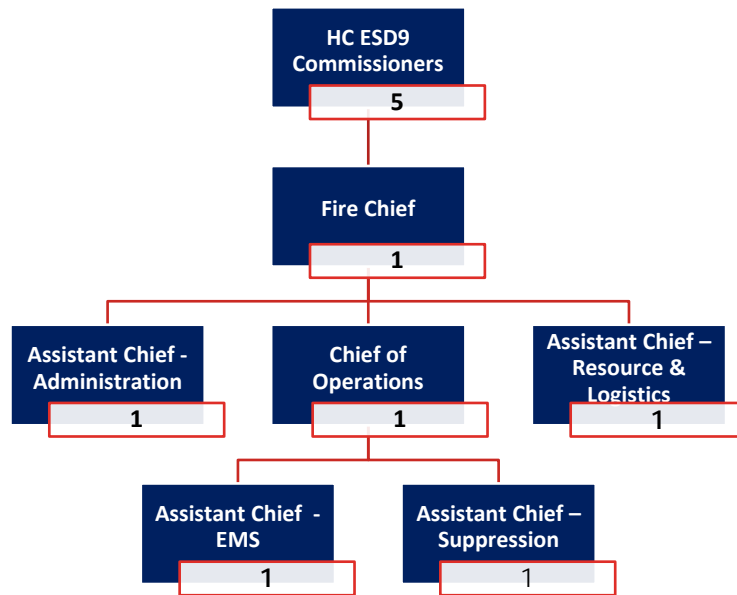 HC ESD9
Commissioners
5
Fire Chief
1
Assistant Chief -
Administration
1
Chief of
Operations
1
Assistant Chief –
Resource &
Logistics
1
Assistant Chief  -
EMS
1
Assistant Chief –
Suppression
1